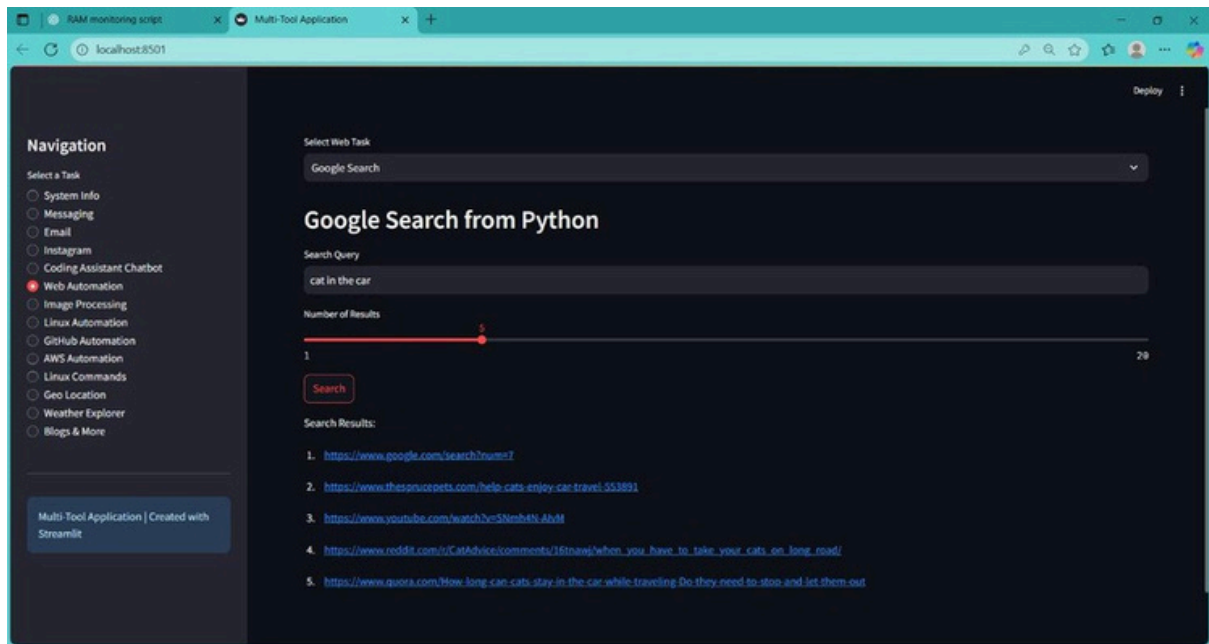 RAM monitoring script
Multi-Tool Application
localhost:8501
Deploy
Navigation
Select a Task
System Info
Messaging
Email
Instagram
Coding Assistant Chatbot
Web Automation
Image Processing
Linux Automation
GitHub Automation
AWS Automation
Linux Commands
Geo Location
Weather Explorer
Blogs & More
Multi-Tool Application | Created with
Streamlit
Select Web Task
Google Search
Google Search from Python
Search Query
cat in the car
Number of Results
5
1
20
Search
Search Results:
1. https://www.google.com/search?num=7
2. https://www.thesprucepets.com/help-cats-enjoy-car-travel-553891
3. https://www.youtube.com/watch?v=5Nmh4N-AlvM
4. https://www.reddit.com/r/CatAdvice/comments/16tnawj/when_you_have_to_take_your_cats_on_long_road/
5. https://www.quora.com/How-long-can-cats-stay-in-the-car-while-traveling-Do-they-need-to-stop-and-let-them-out